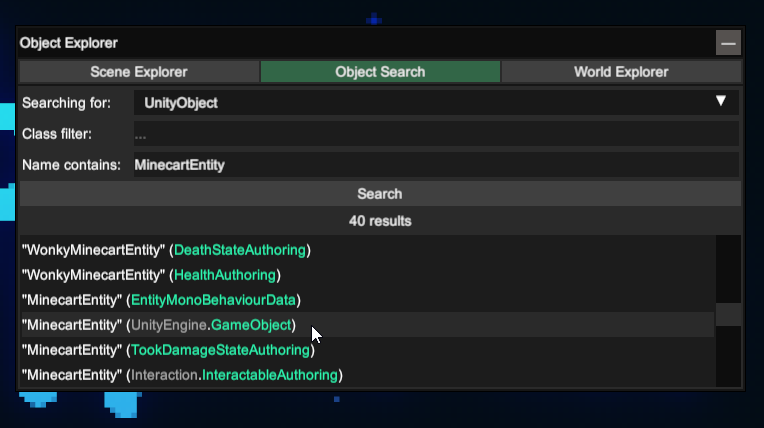 Object Explorer
—
Scene Explorer Object Search World Explorer
Searching for: UnityObject ▼
Class filter: ...
Name contains: MinecartEntity
Search
40 results
"WonkyMinecartEntity" (DeathStateAuthoring)
"WonkyMinecartEntity" (HealthAuthoring)
"MinecartEntity" (EntityMonoBehaviourData)
"MinecartEntity" (UnityEngine.GameObject)
"MinecartEntity" (TookDamageStateAuthoring)
"MinecartEntity" (Interaction.InteractableAuthoring)